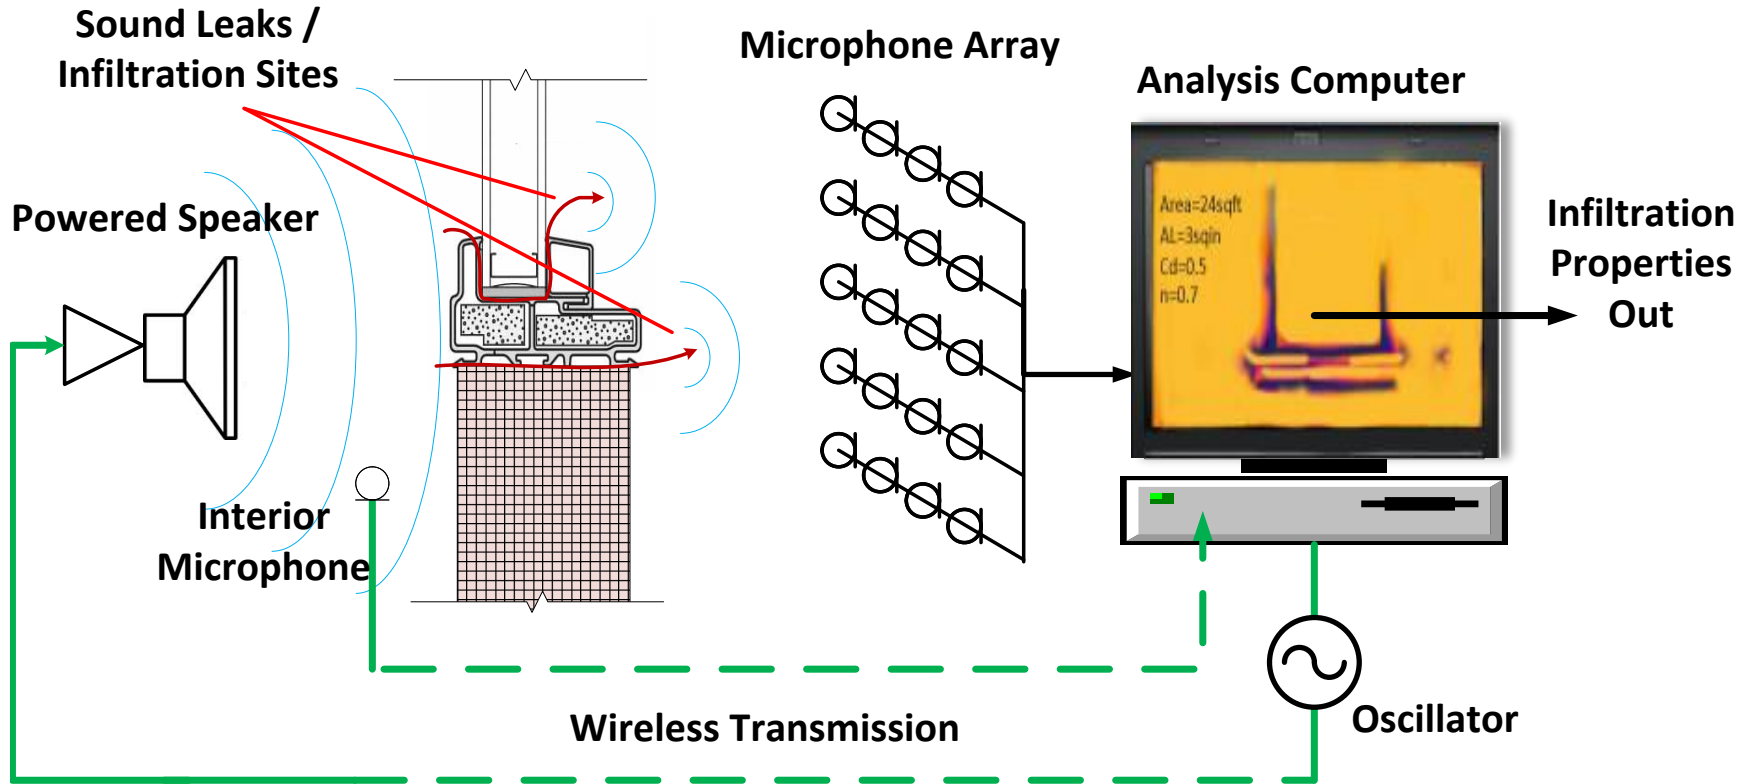 Sound Leaks /
Infiltration Sites
Microphone Array
Analysis Computer
Powered Speaker
Area=24sqft
AL=3sqin
Cd=0.5
n=0.7
Infiltration
Properties
Out
Interior
Microphone
Wireless Transmission
Oscillator